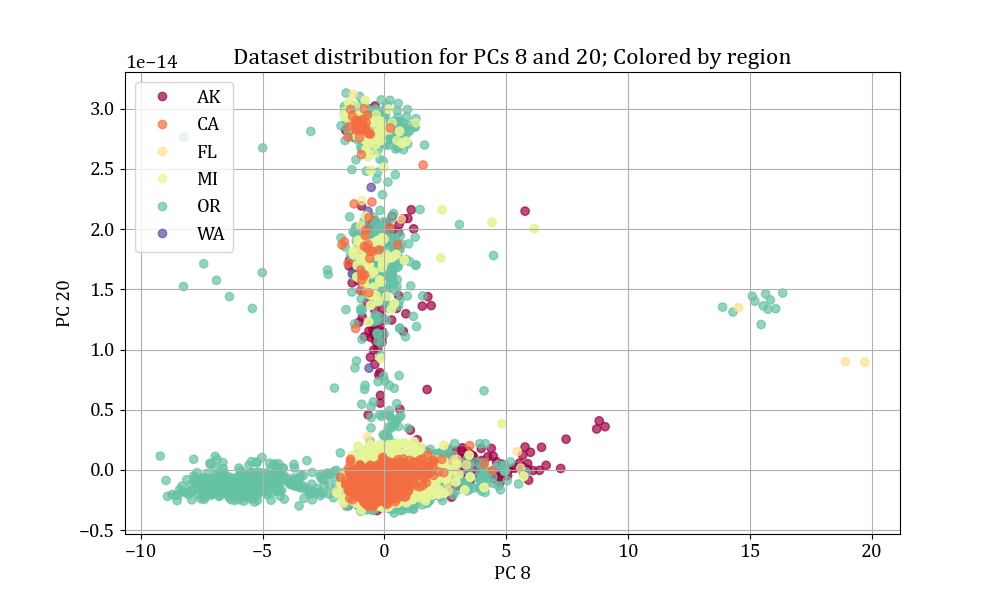 Dataset distribution for PCs 8 and 20; Colored by region
1e−14
AK
CA
FL
MI
OR
WA
3.0
2.5
2.0
1.5
1.0
0.5
0.0
−0.5
PC 20
−10
−5
0
5
10
15
20
PC 8